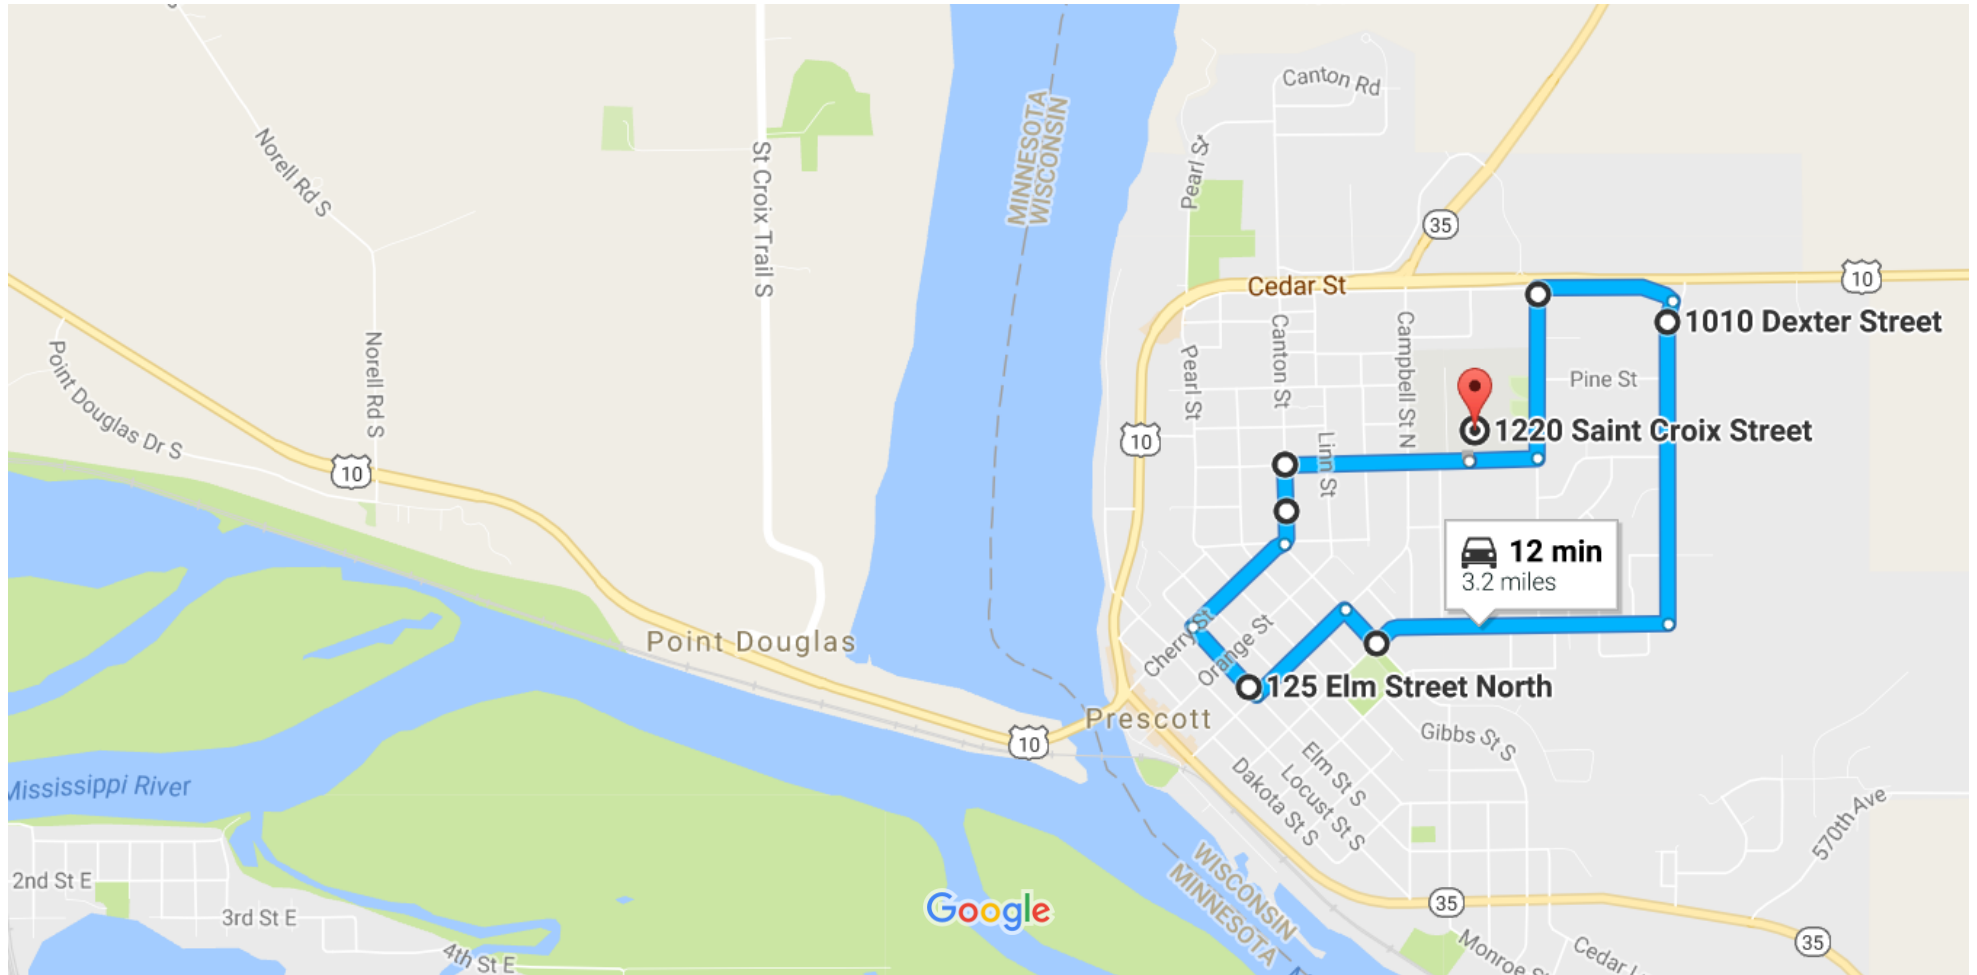 Canton Rd
MINNESOTA
WISCONSIN
Norell Rd S
St Croix Trail S
Pearl St
35
10
Cedar St
1010 Dexter Street
Point Douglas Dr S
Norell Rd S
Pearl St
Canton St
Campbell St N
Pine St
10
10
1220 Saint Croix Street
Linn St
12 min
3.2 miles
Point Douglas
Cherry St
Orange St
125 Elm Street North
Prescott
10
Gibbs St S
Elm St S
Locust St S
Dakota St S
Mississippi River
570th Ave
WISCONSIN
MINNESOTA
2nd St E
3rd St E
4th St E
Google
35
35
Monroe
Cedar